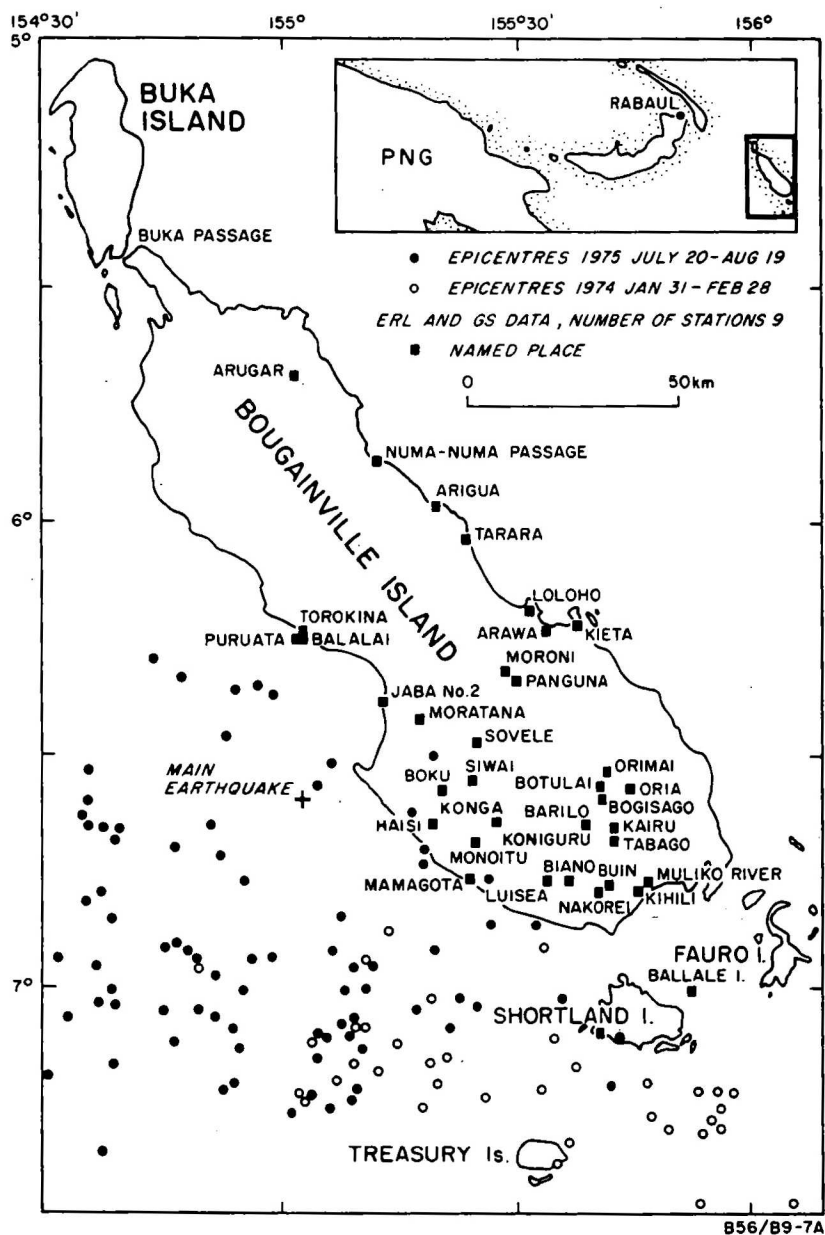 154°30'
155°
155°30'
156°
5°
BUKA
ISLAND
RABAUL
PNG
BUKA PASSAGE
EPICENTRES 1975 JULY 20-AUG 19
EPICENTRES 1974 JAN 31-FEB 28
ERL AND GS DATA, NUMBER OF STATIONS 9
NAMED PLACE
0
50km
ARUGAR
BOUGAINVILLE ISLAND
NUMA-NUMA PASSAGE
ARIGUA
6°
TARARA
LOLOHO
TOROKINA
ARAWA
KIETA
PURUATA
BALALAI
MORONI
PANGUNA
JABA No.2
MORATANA
SOVELE
MAIN
EARTHQUAKE
SIWAI
ORIMAI
BOKU
BOTULAI
ORIA
BOGISAGO
KONGA
BARILO
HAISI
KAIRU
KONIGURU
TABAGO
MONOITU
BIANO
BUIN
MULIKO RIVER
MAMAGOTA
LUISEA
NAKOREI
KIHILI
FAURO I.
7°
BALLALE I.
SHORTLAND I.
TREASURY Is.
B56/B9-7A